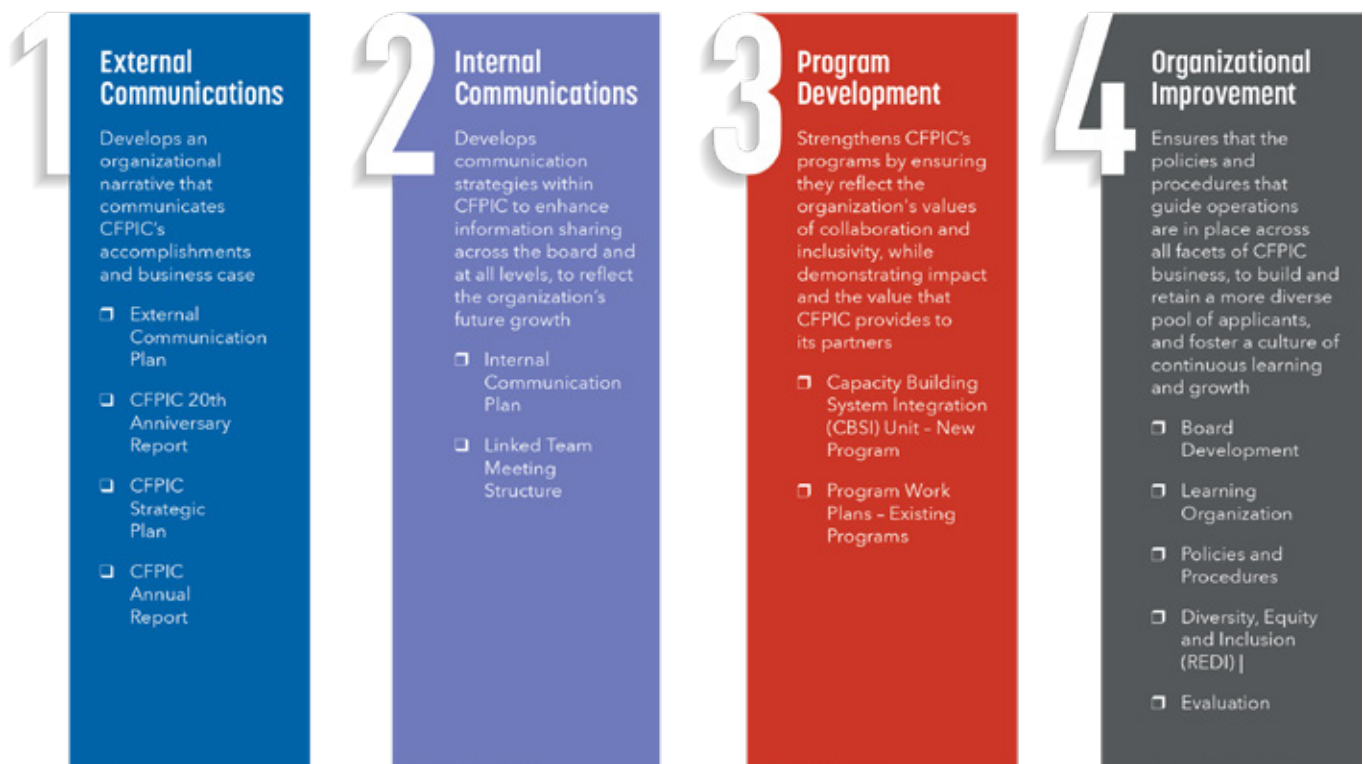 1
External
Communications
Develops an
organizational
narrative that
communicates
CFPIC's
accomplishments
and business case
❒ External
Communication
Plan
❑ CFPIC 20th
Anniversary
Report
❑ CFPIC
Strategic
Plan
❑ CFPIC
Annual
Report
2
Internal
Communications
Develops
communication
strategies within
CFPIC to enhance
information sharing
across the board and
at all levels, to reflect
the organization's
future growth
❒ Internal
Communication
Plan
❑ Linked Team
Meeting
Structure
3
Program
Development
Strengthens CFPIC's
programs by ensuring
they reflect the
organization's values
of collaboration and
inclusivity, while
demonstrating impact
and the value that
CFPIC provides to
its partners
❒ Capacity Building
System Integration
(CBSI) Unit – New
Program
❒ Program Work
Plans – Existing
Programs
4
Organizational
Improvement
Ensures that the
policies and
procedures that
guide operations
are in place across
all facets of CFPIC
business, to build and
retain a more diverse
pool of applicants,
and foster a culture of
continuous learning
and growth
❒ Board
Development
❒ Learning
Organization
❒ Policies and
Procedures
❒ Diversity, Equity
and Inclusion
(REDI) |
❒ Evaluation